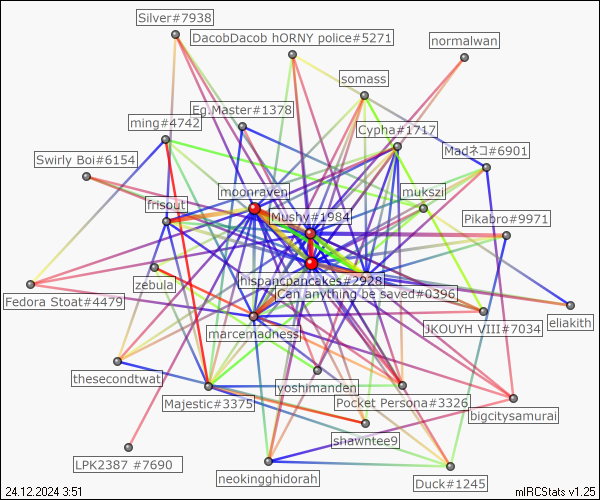 Silver#7938
DacobDacob hORNY police#5271
normalwan
somass
Eg.Master#1378
ming#4742
Cypha#1717
Madネコ#6901
Swirly Boi#6154
moonraven
mukszi
frisout
Mushy#1984
Pikabro#9971
hispancpancakes#2928
zebula
Can anything be saved#0396
Fedora Stoat#4479
eliakith
JKOUYH VIII#7034
marcemadness
thesecondtwat
yoshimanden
Majestic#3375
Pocket Persona#3326
bigcitysamurai
shawntee9
LPK2387 #7690
neokingghidorah
Duck#1245
24.12.2024 3:51
mIRCStats v1.25